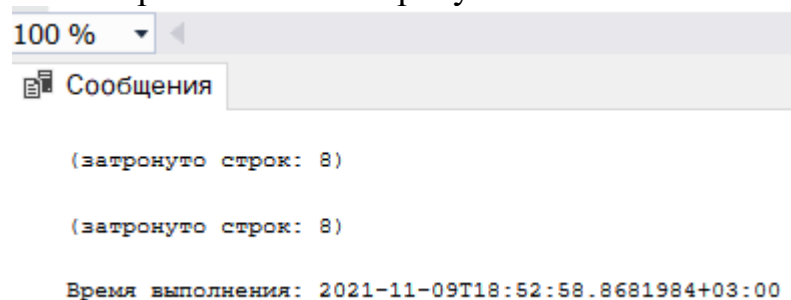 100 %
Сообщения
(затронуто строк: 8)
(затронуто строк: 8)
Время выполнения: 2021-11-09T18:52:58.8681984+03:00